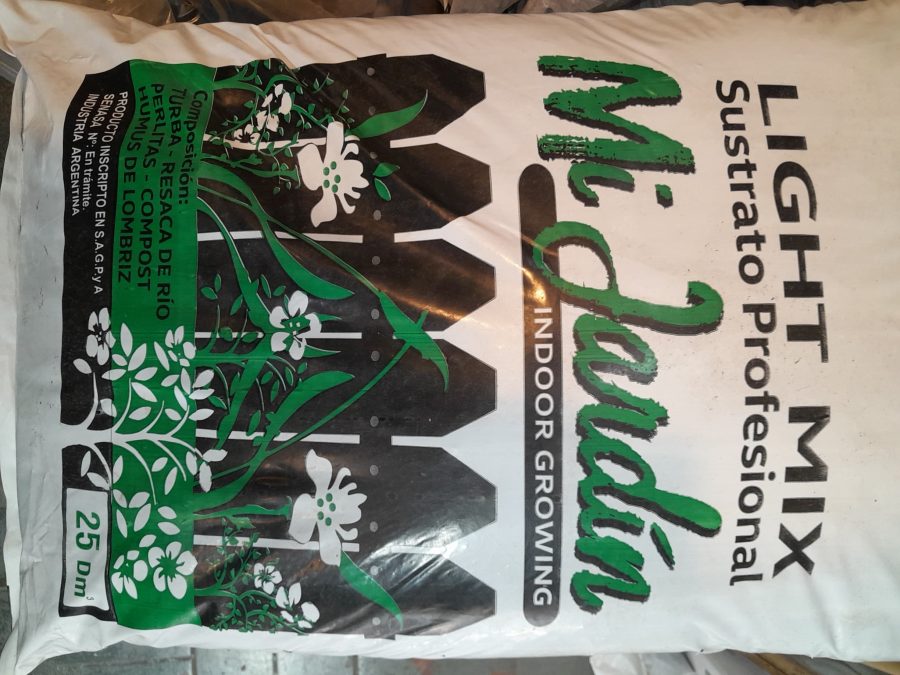 LIGHT MIX
Sustrato Profesional
Mi Jardín
INDOOR GROWING
Composición:
TURBA - RESACA DE RÍO
PERLITAS - COMPOST
HUMUS DE LOMBRIZ
PRODUCTO INSCRIPTO EN S.A.G.P.y A
SENASA Nº: En trámite.
INDUSTRIA ARGENTINA
25 Dm³